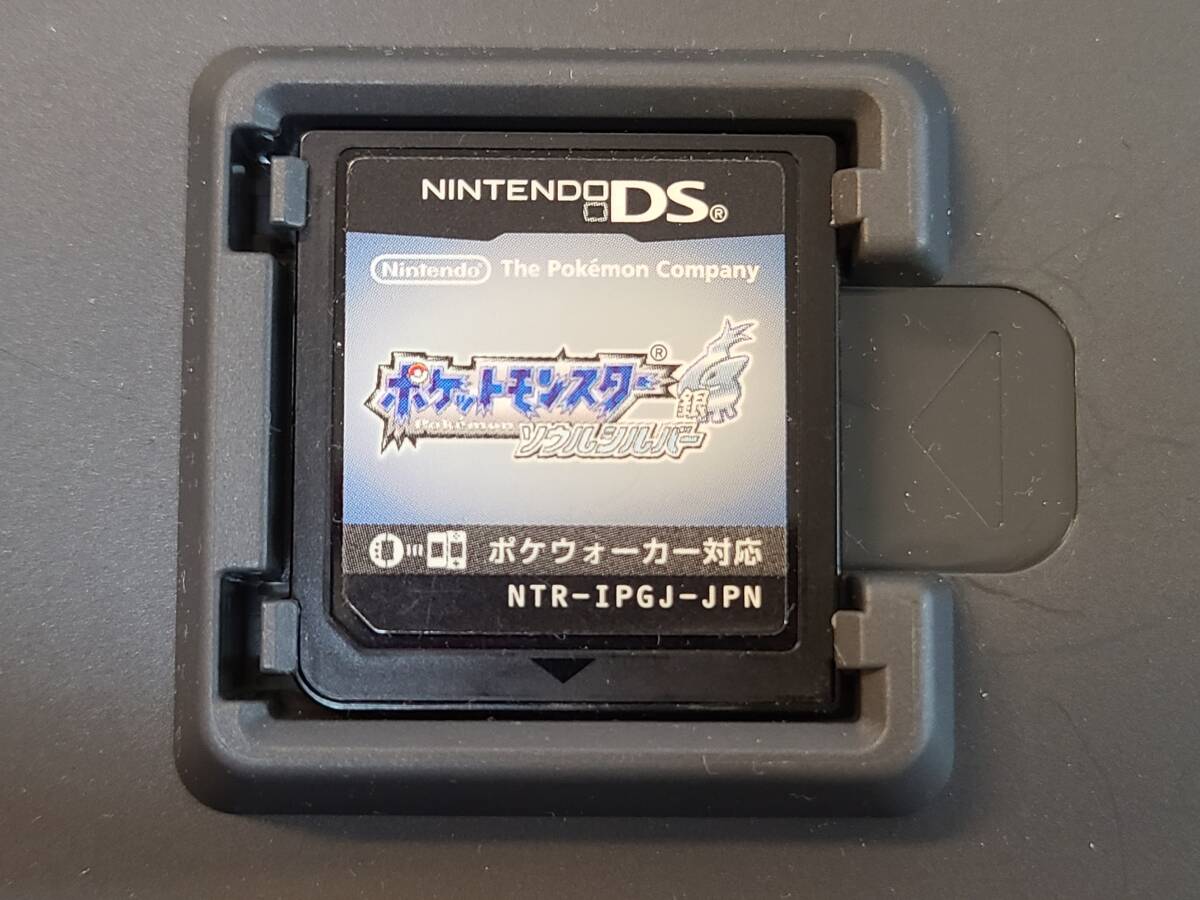 NINTENDO DS®
Nintendo® The Pokémon Company
ポケットモンスター®
Pokémon
銀
ソウルシルバー
ポケウォーカー対応
NTR-IPGJ-JPN